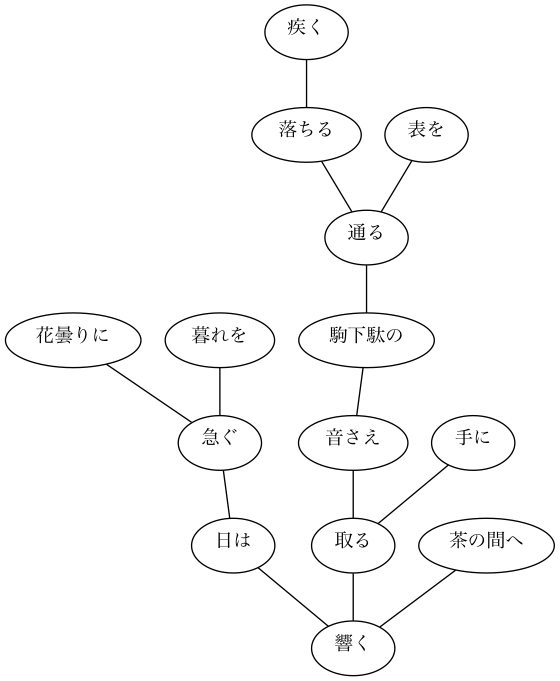 疾く
落ちる
表を
通る
花曇りに
暮れを
駒下駄の
急ぐ
音さえ
手に
日は
取る
茶の間へ
響く